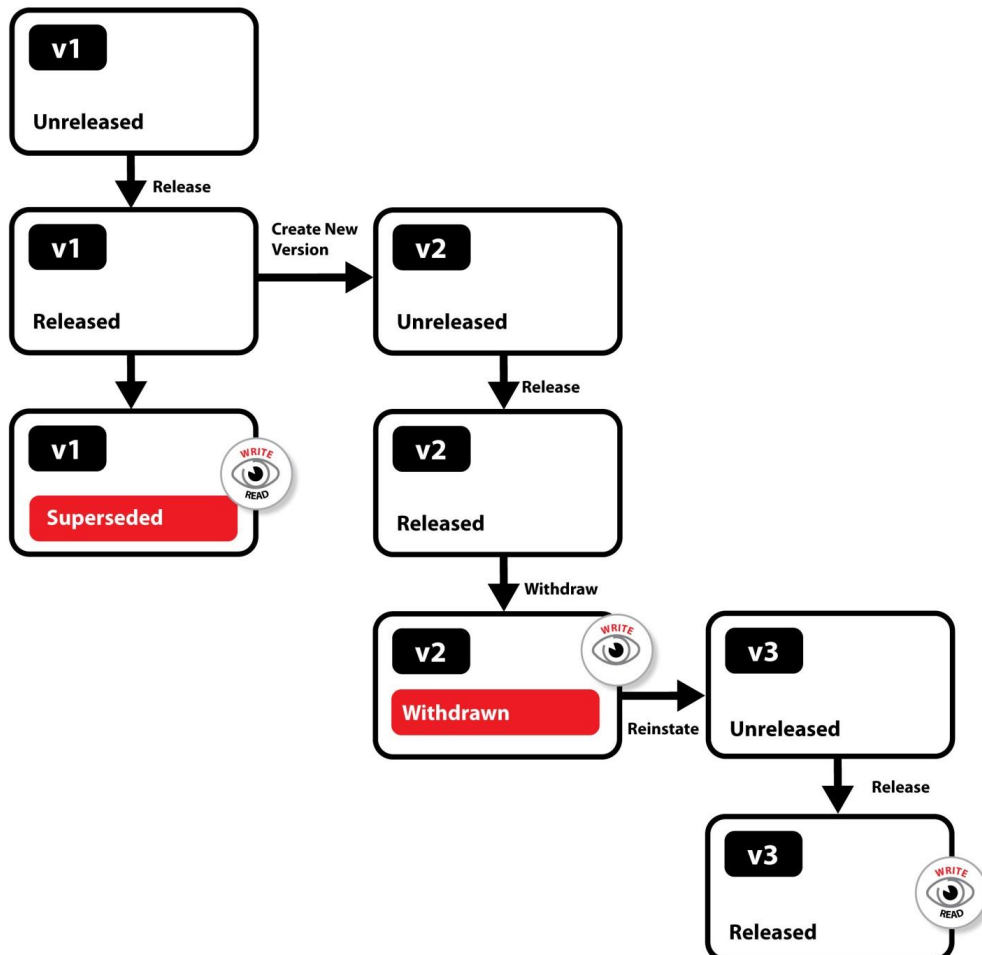 v1
Unreleased
Release
v1
Released
Create New
Version
v2
Unreleased
Release
v1
WRITE
READ
Superseded
v2
Released
Withdraw
v2
WRITE
Withdrawn
Reinstate
v3
Unreleased
Release
v3
WRITE
READ
Released